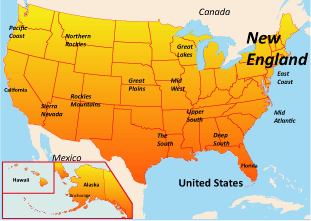 Canada
New
England
Pacific
Coast
Northern
Rockies
Great
Lakes
East
Coast
California
Great
Plains
Mid
West
Rockies
Mountains
Sierra
Nevada
Upper
South
Mid
Atlantic
The
South
Deep
South
Mexico
Florida
United States
Hawaii
Alaska
Anchorage